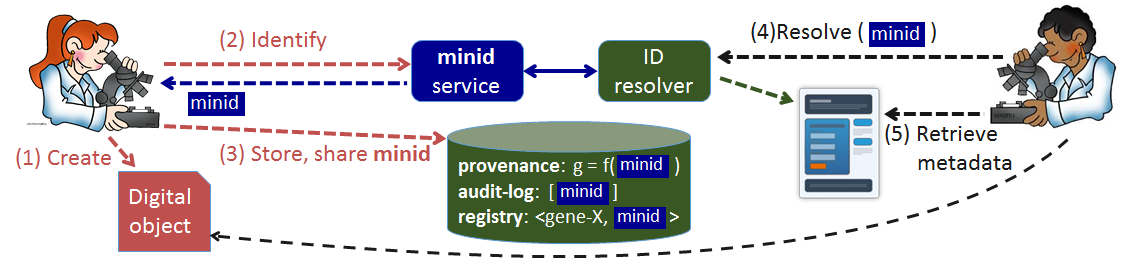 (2) Identify
minid
(1) Create
(3) Store, share minid
Digital
object
minid
service
ID
resolver
provenance: g = f( minid )
audit-log: [ minid ]
registry: <gene-X, minid >
(4)Resolve ( minid )
(5) Retrieve
metadata